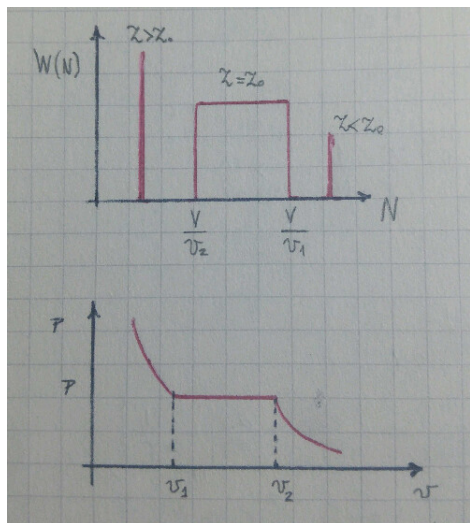 W(N)
Z>Z₀
Z=Z₀
Z<Z₀
N
V/v₂
V/v₁
P
P
v₁
v₂
v